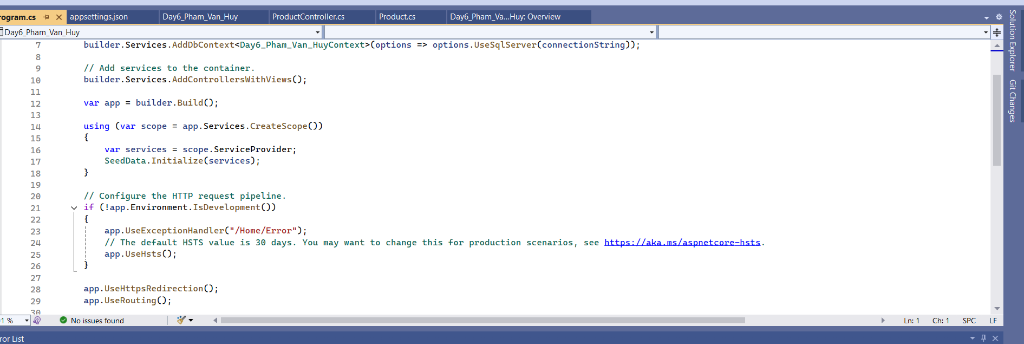 rogram.cs appsettings.json Day6_Pham_Van_Huy ProductController.cs Product.cs Day6_Pham_Va...Huy: Overview
Day6_Pham_Van_Huy
7 builder.Services.AddDbContext<Day6_Pham_Van_HuyContext>(options => options.UseSqlServer(connectionString));
8
9 // Add services to the container.
10 builder.Services.AddControllersWithViews();
11
12 var app = builder.Build();
13
14 using (var scope = app.Services.CreateScope())
15 {
16 var services = scope.ServiceProvider;
17 SeedData.Initialize(services);
18 }
19
20 // Configure the HTTP request pipeline.
21 if (!app.Environment.IsDevelopment())
22 {
23 app.UseExceptionHandler("/Home/Error");
24 // The default HSTS value is 30 days. You may want to change this for production scenarios, see https://aka.ms/aspnetcore-hsts.
25 app.UseHsts();
26 }
27
28 app.UseHttpsRedirection();
29 app.UseRouting();
30
1 % No issues found Ln: 1 Ch: 1 SPC LF
ror List
Solution Explorer
Git Changes